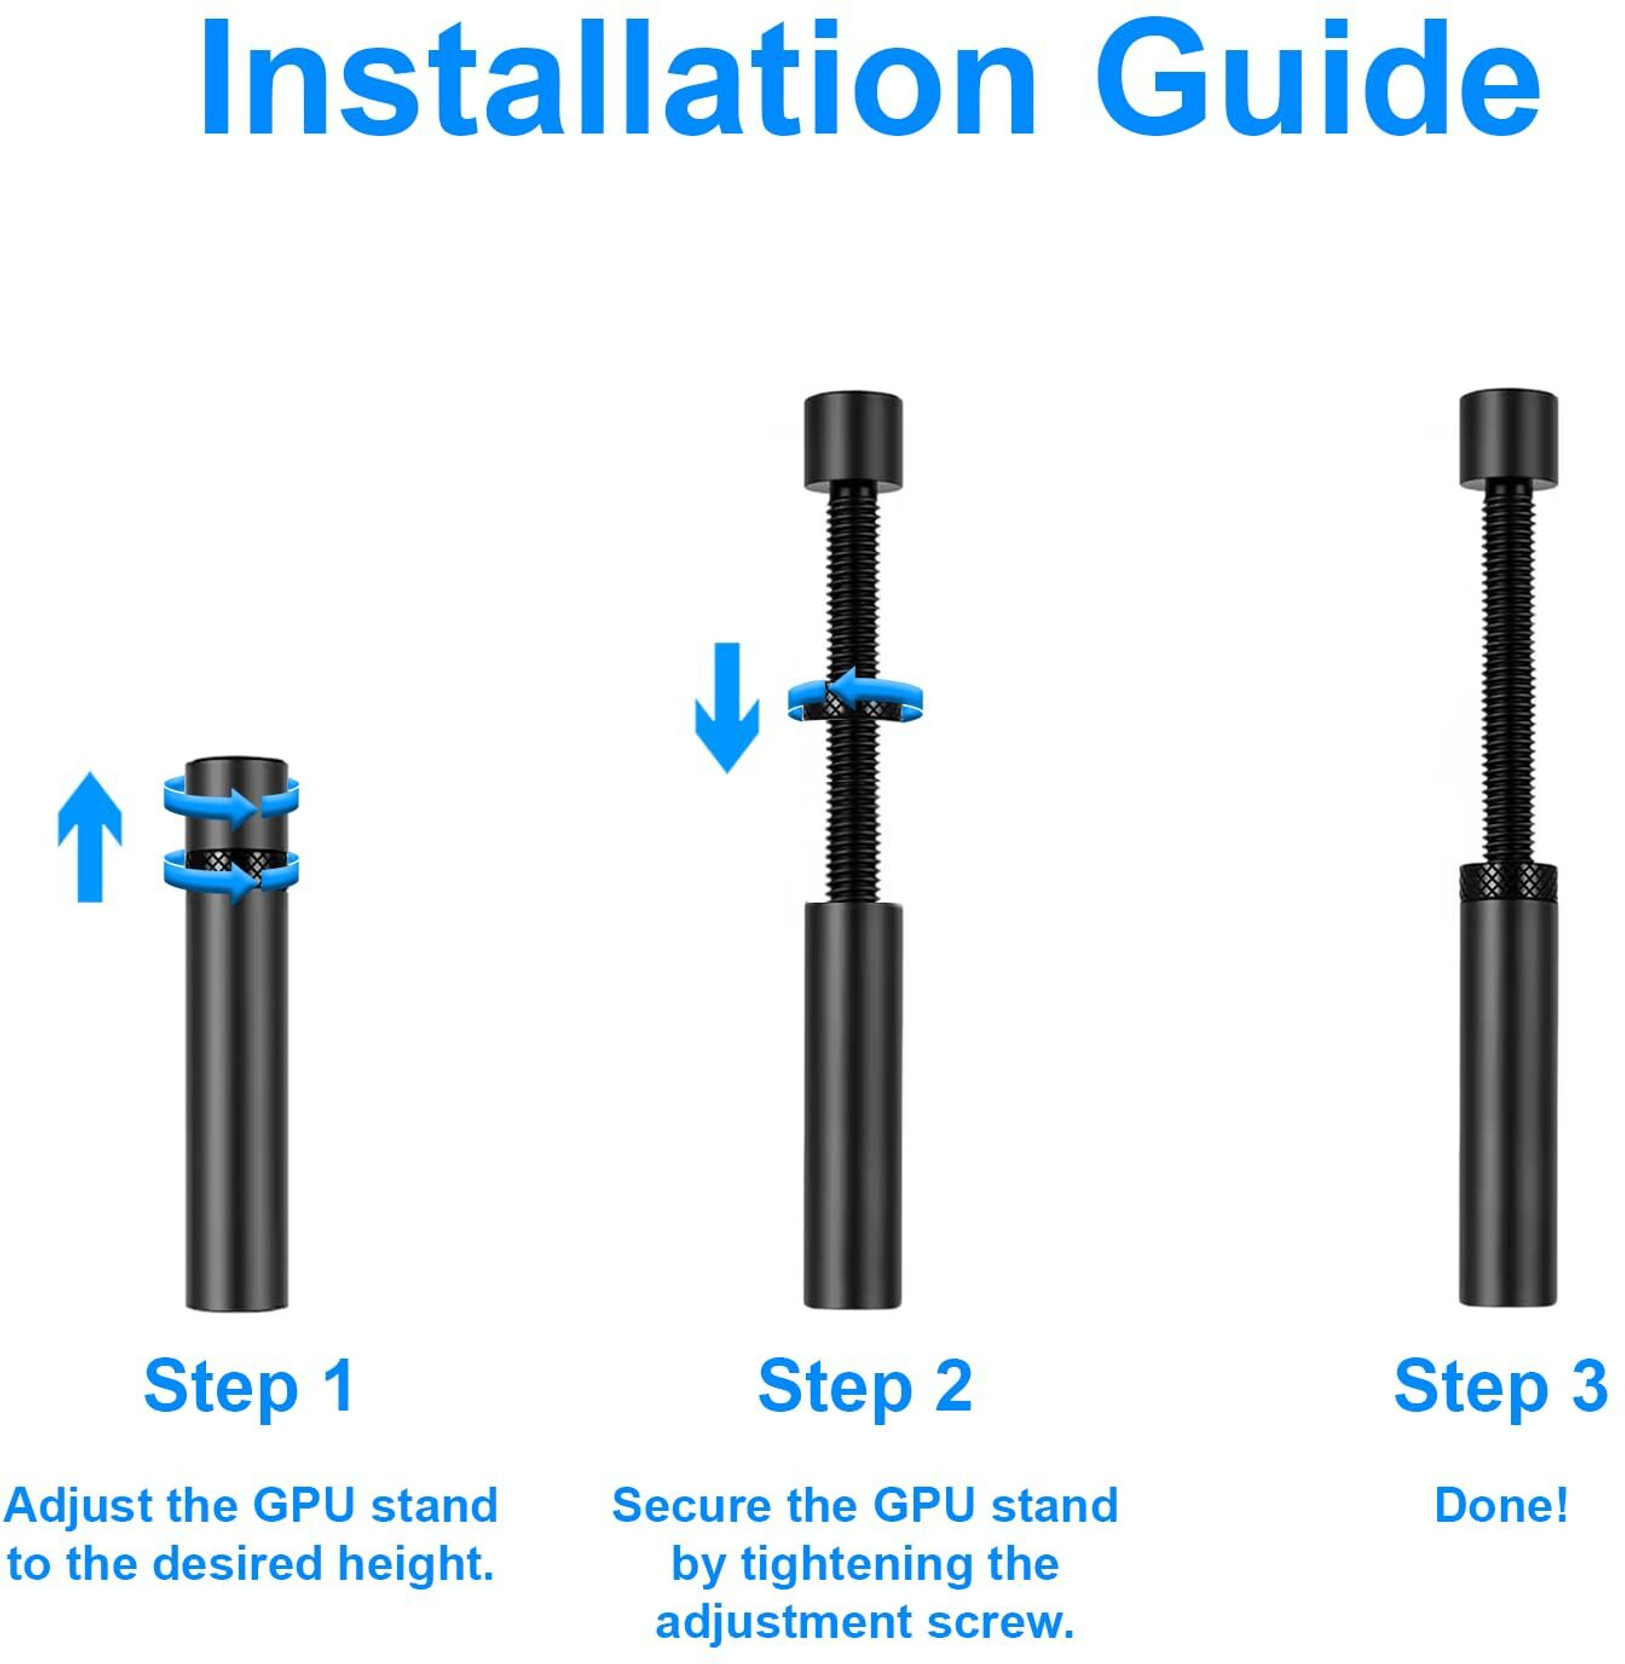 Installation Guide
Step 1
Adjust the GPU stand
to the desired height.
Step 2
Secure the GPU stand
by tightening the
adjustment screw.
Step 3
Done!